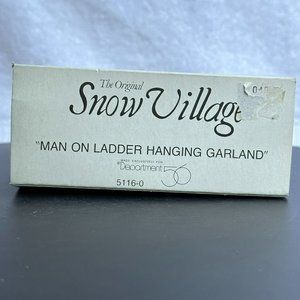 The Original
Snow Village
"MAN ON LADDER HANGING GARLAND"
MADE EXCLUSIVELY FOR
Department 56
5116-0